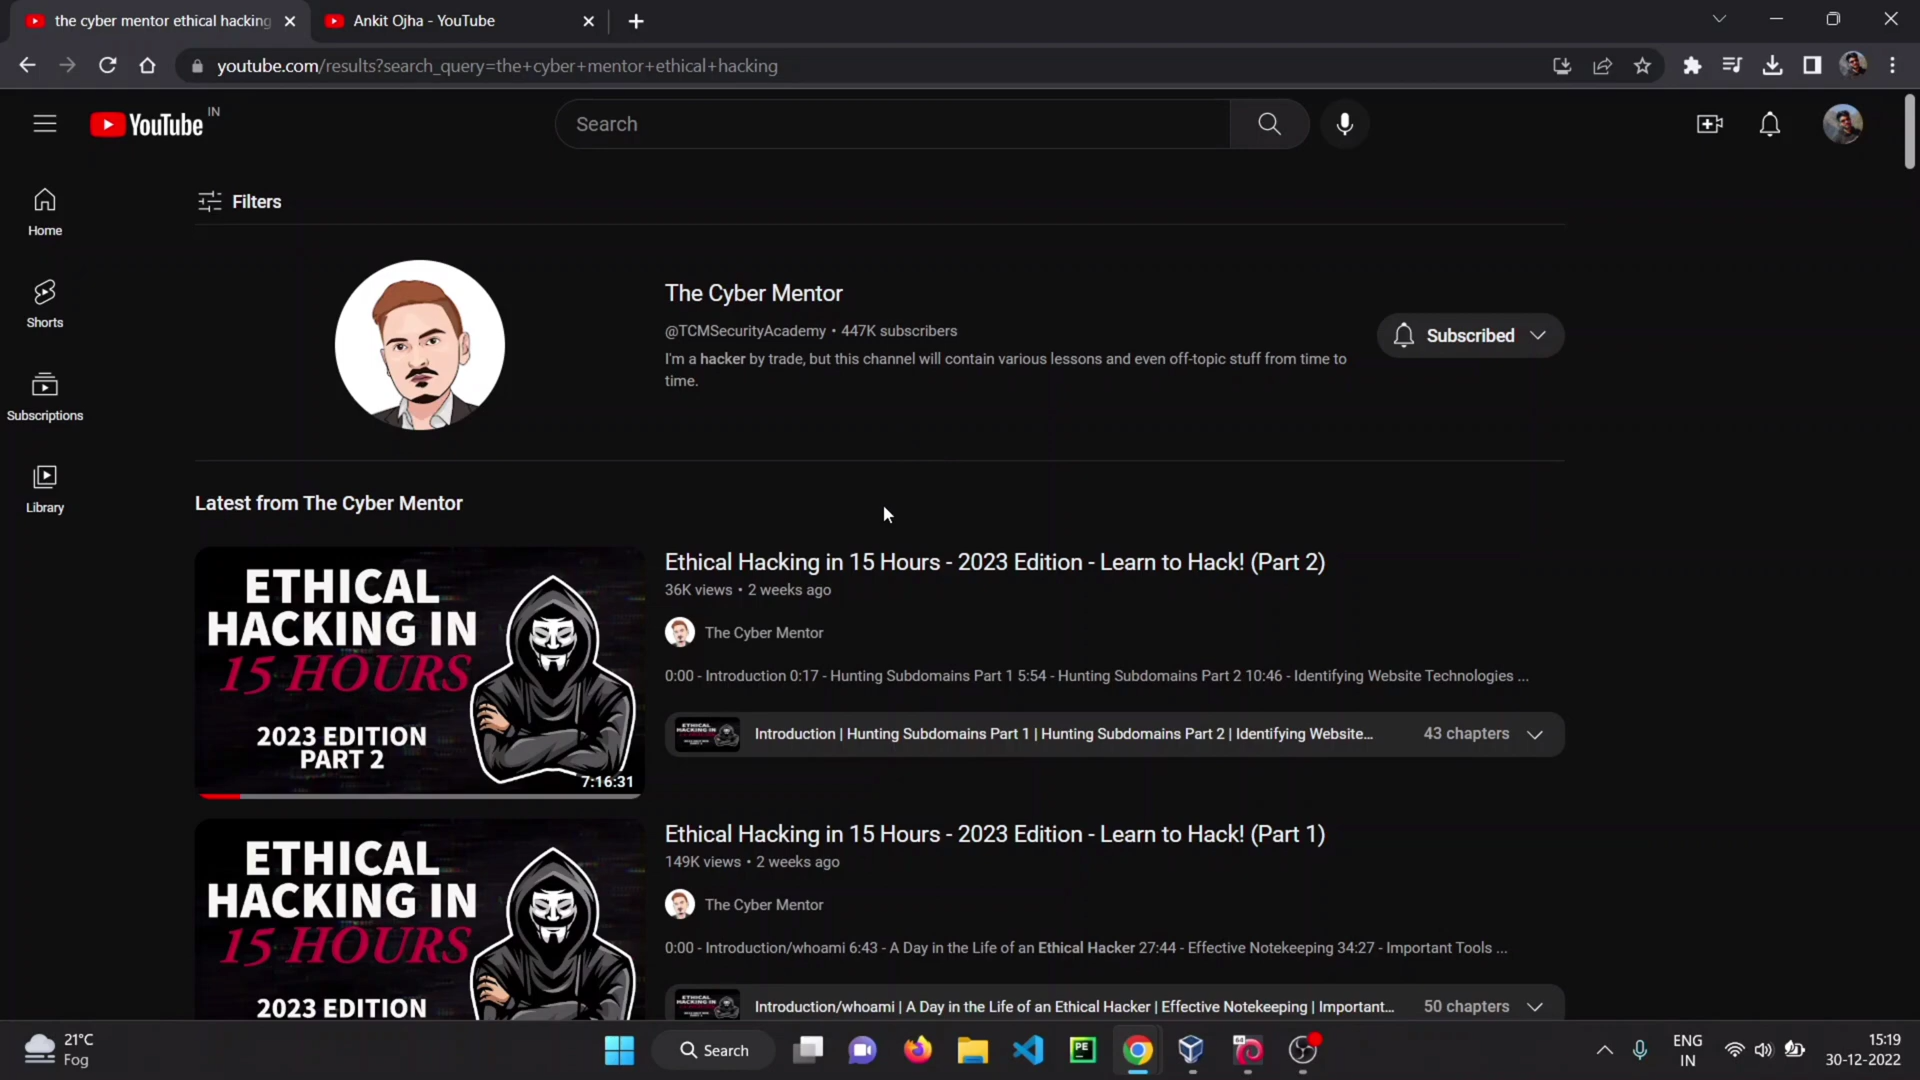 the cyber mentor ethical hacking
Ankit Ojha - YouTube
youtube.com/results?search_query=the+cyber+mentor+ethical+hacking
YouTube IN
Search
Home
Shorts
Subscriptions
Library
Filters
The Cyber Mentor
@TCMSecurityAcademy • 447K subscribers
I'm a hacker by trade, but this channel will contain various lessons and even off-topic stuff from time to
time.
Subscribed
Latest from The Cyber Mentor
ETHICAL
HACKING IN
15 HOURS
2023 EDITION
PART 2
7:16:31
Ethical Hacking in 15 Hours - 2023 Edition - Learn to Hack! (Part 2)
36K views • 2 weeks ago
The Cyber Mentor
0:00 - Introduction 0:17 - Hunting Subdomains Part 1 5:54 - Hunting Subdomains Part 2 10:46 - Identifying Website Technologies ...
Introduction | Hunting Subdomains Part 1 | Hunting Subdomains Part 2 | Identifying Website...
43 chapters
ETHICAL
HACKING IN
15 HOURS
2023 EDITION
Ethical Hacking in 15 Hours - 2023 Edition - Learn to Hack! (Part 1)
149K views • 2 weeks ago
The Cyber Mentor
0:00 - Introduction/whoami 6:43 - A Day in the Life of an Ethical Hacker 27:44 - Effective Notekeeping 34:27 - Important Tools ...
Introduction/whoami | A Day in the Life of an Ethical Hacker | Effective Notekeeping | Important...
50 chapters
21°C
Fog
Search
PE
ENG
IN
15:19
30-12-2022